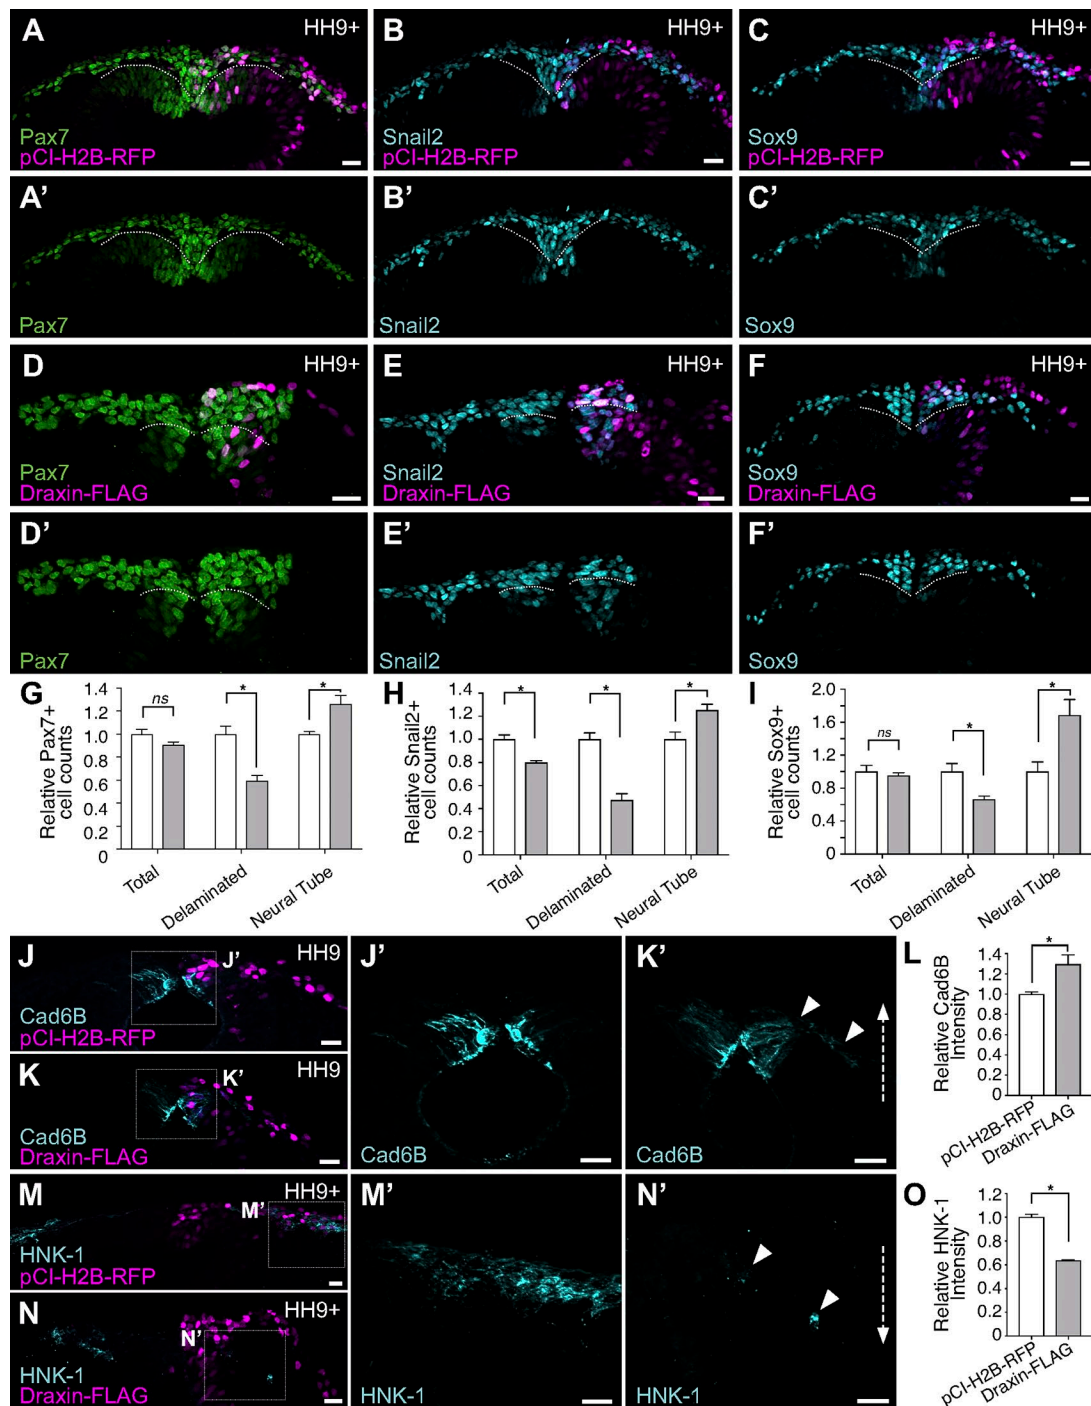 A HH9+
Pax7
pCI-H2B-RFP
B HH9+
Snail2
pCI-H2B-RFP
C HH9+
Sox9
pCI-H2B-RFP
A’
Pax7
B’
Snail2
C’
Sox9
D HH9+
Pax7
Draxin-FLAG
E HH9+
Snail2
Draxin-FLAG
F HH9+
Sox9
Draxin-FLAG
D’
Pax7
E’
Snail2
F’
Sox9
G
Relative Pax7+
cell counts
1.4
1.2
1.0
0.8
0.6
0.4
0.2
0
ns
*
*
Total
Delaminated
Neural Tube
H
Relative Snail2+
cell counts
1.4
1.2
1.0
0.8
0.6
0.4
0.2
0
*
*
*
Total
Delaminated
Neural Tube
I
Relative Sox9+
cell counts
2.0
1.6
1.2
0.8
0.4
0
ns
*
*
Total
Delaminated
Neural Tube
J HH9
J’
Cad6B
pCI-H2B-RFP
K HH9
K’
Cad6B
Draxin-FLAG
J’
Cad6B
K’
Cad6B
L
Relative Cad6B
Intensity
1.4
1.2
1.0
0.8
0.6
0.4
0.2
0
*
pCI-H2B-RFP
Draxin-FLAG
M HH9+
M’
HNK-1
pCI-H2B-RFP
N HH9+
N’
HNK-1
Draxin-FLAG
M’
HNK-1
N’
HNK-1
O
Relative HNK-1
Intensity
1.2
1.0
0.8
0.6
0.4
0.2
0
*
pCI-H2B-RFP
Draxin-FLAG